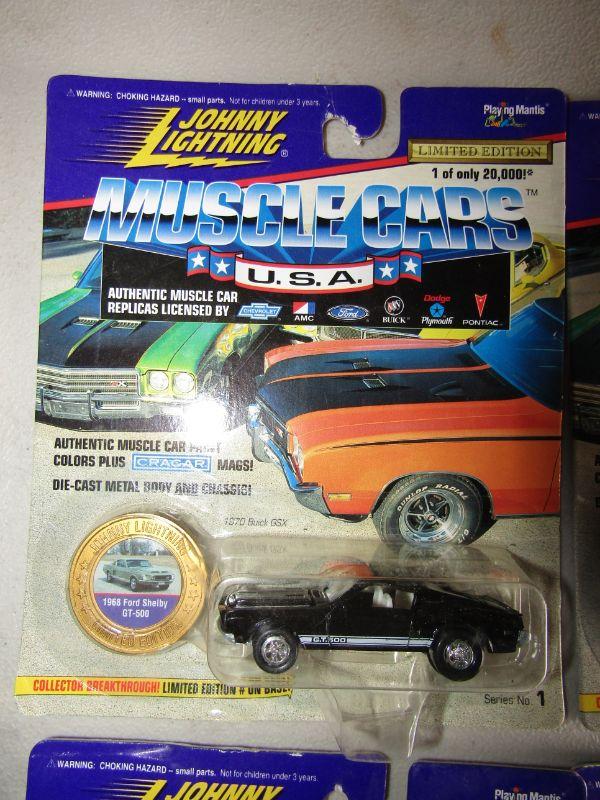 WARNING: CHOKING HAZARD -- small parts. Not for children under 3 years.
Playing Mantis
JOHNNY
LIGHTNING®
LIMITED EDITION
1 of only 20,000!*
MUSCLE CARS™
U.S.A.
AUTHENTIC MUSCLE CAR
REPLICAS LICENSED BY
CHEVROLET
AMC
Ford
BUICK
Dodge
Plymouth
PONTIAC
AUTHENTIC MUSCLE CAR PAINT
COLORS PLUS CRAGAR MAGS!
DIE-CAST METAL BODY AND CHASSIS!
1970 Buick GSX
DUNLOP RADIAL
JOHNNY LIGHTNING
1968 Ford Shelby
GT-500
LIMITED EDITION
GT 500
COLLECTOR BREAKTHROUGH! LIMITED EDITION # ON BASE!
Series No. 1
WARNING: CHOKING HAZARD -- small parts. Not for children under 3 years.
Playing Mantis
JOHNNY